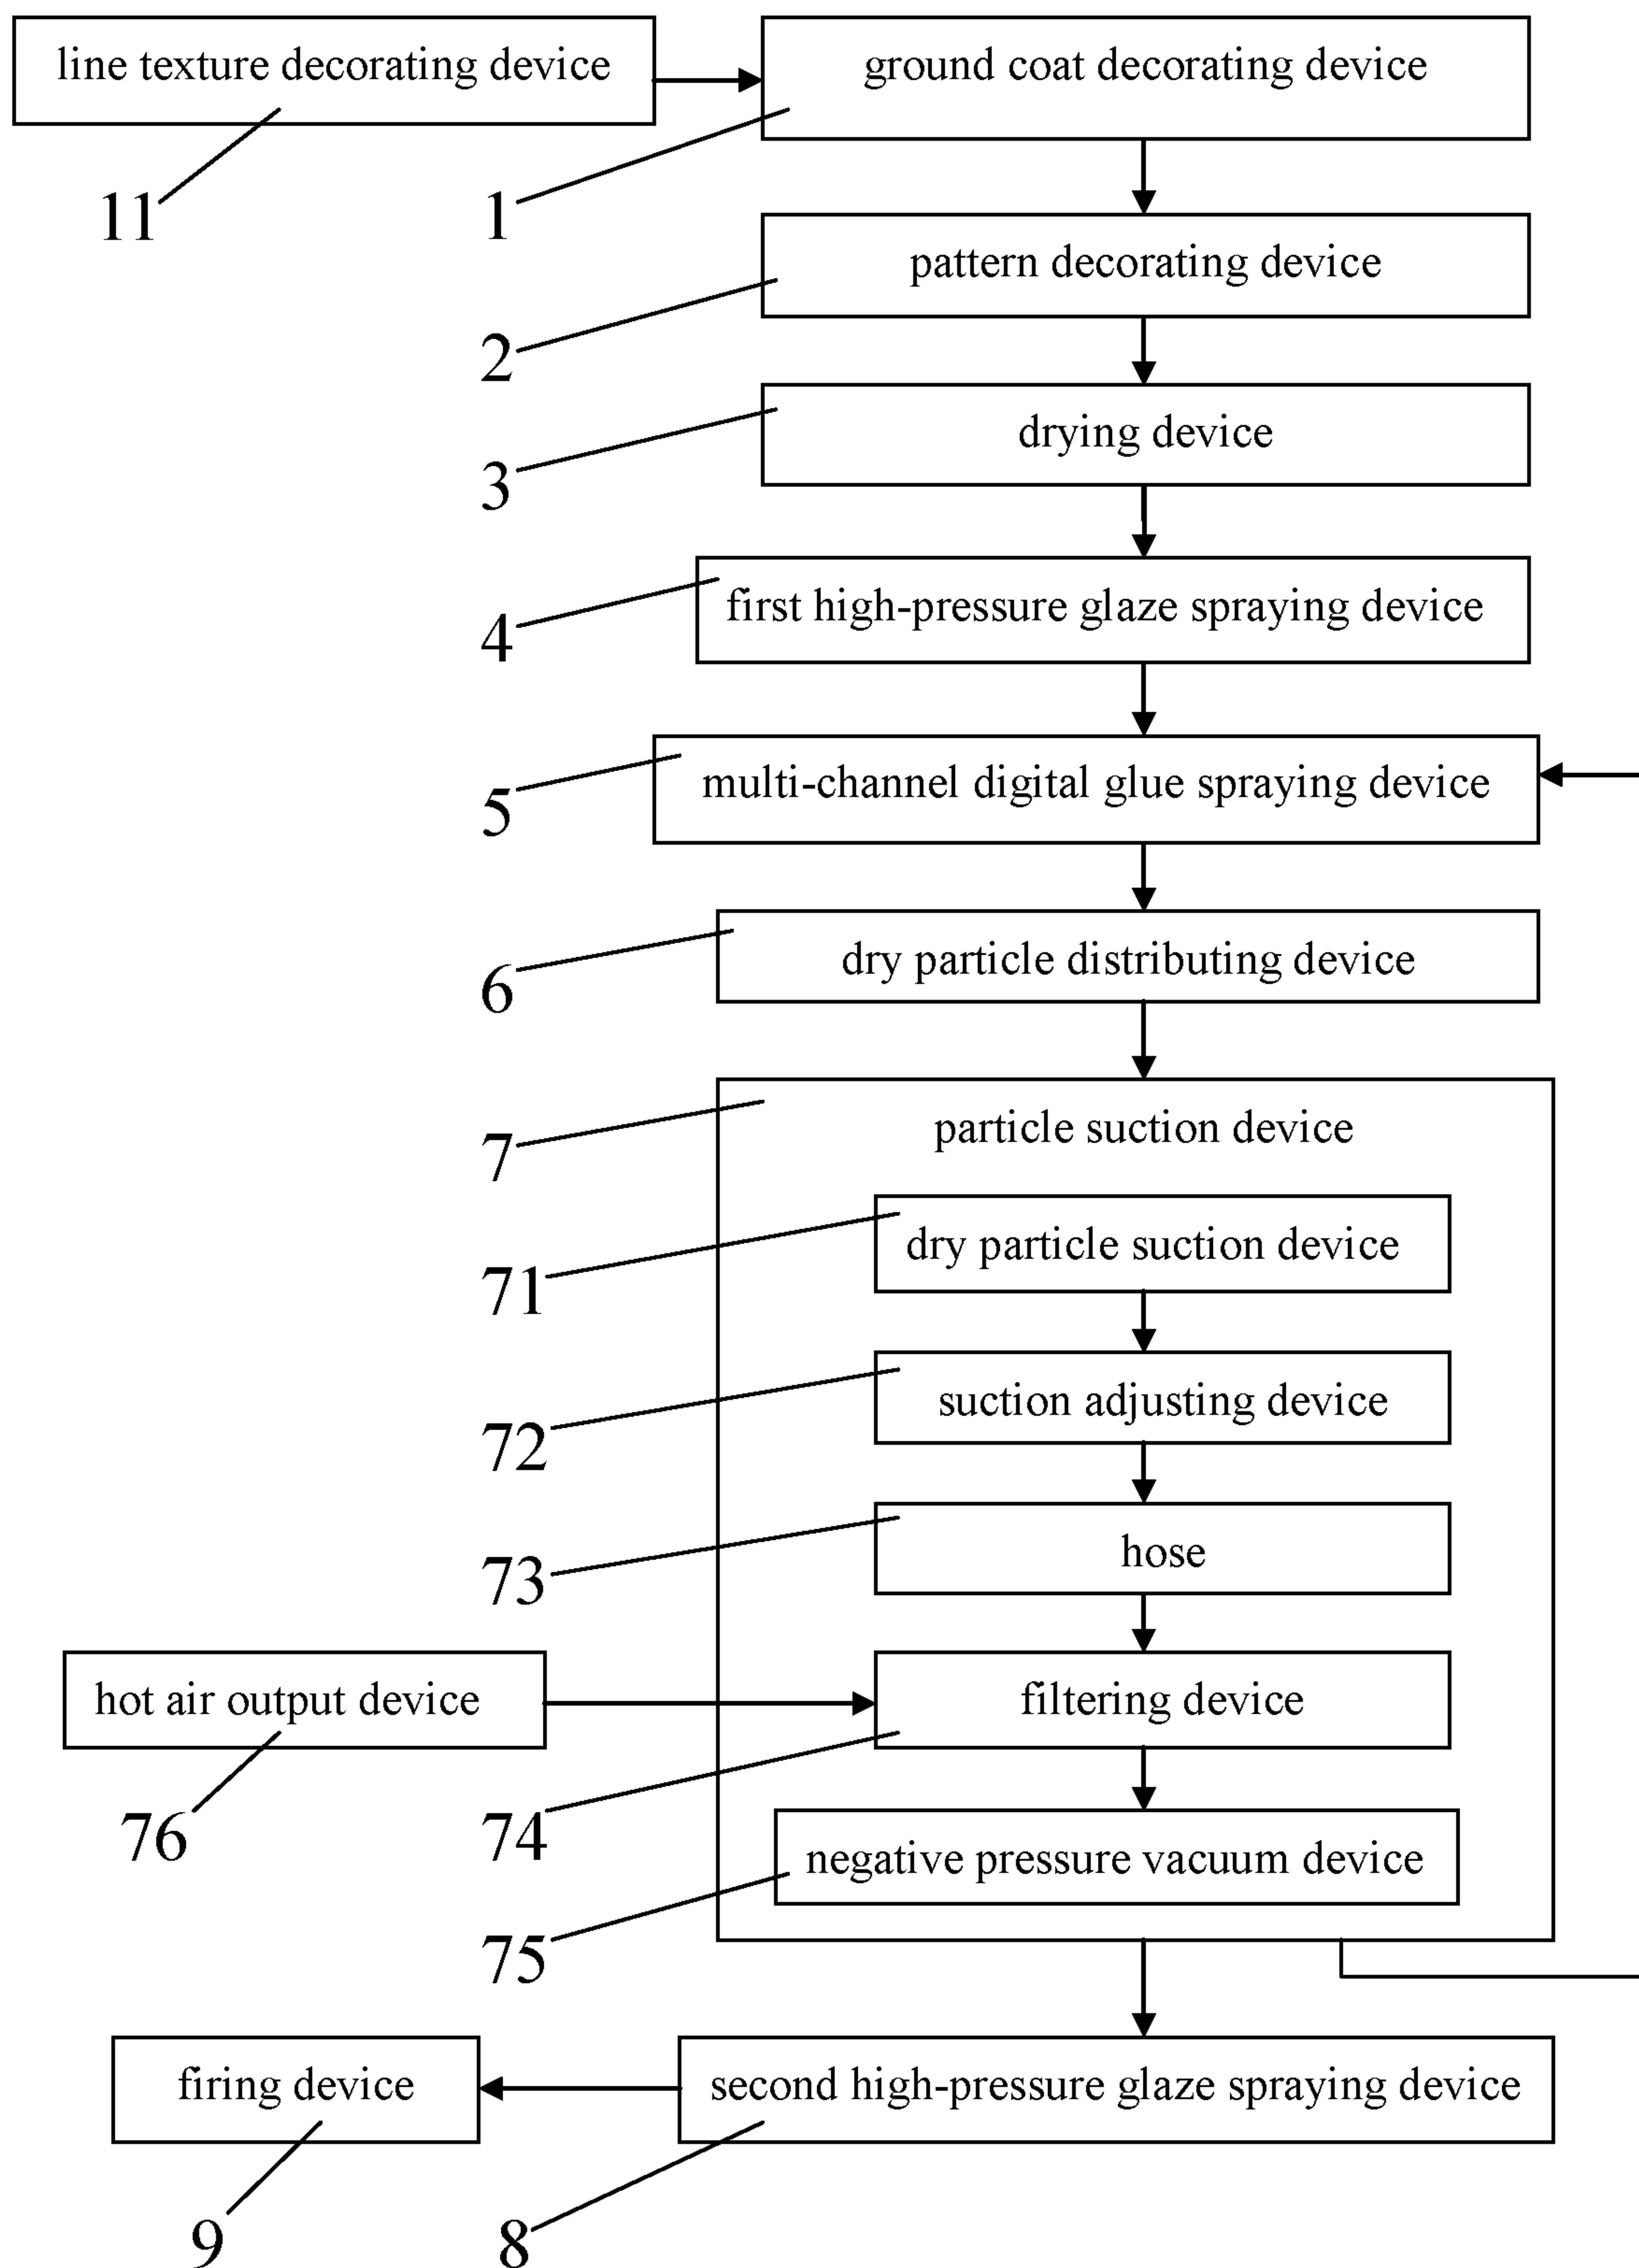 line texture decorating device
ground coat decorating device
11
1
pattern decorating device
2
drying device
3
first high-pressure glaze spraying device
4
multi-channel digital glue spraying device
5
dry particle distributing device
6
particle suction device
7
dry particle suction device
71
suction adjusting device
72
hose
73
hot air output device
filtering device
76
74
negative pressure vacuum device
75
firing device
second high-pressure glaze spraying device
9
8